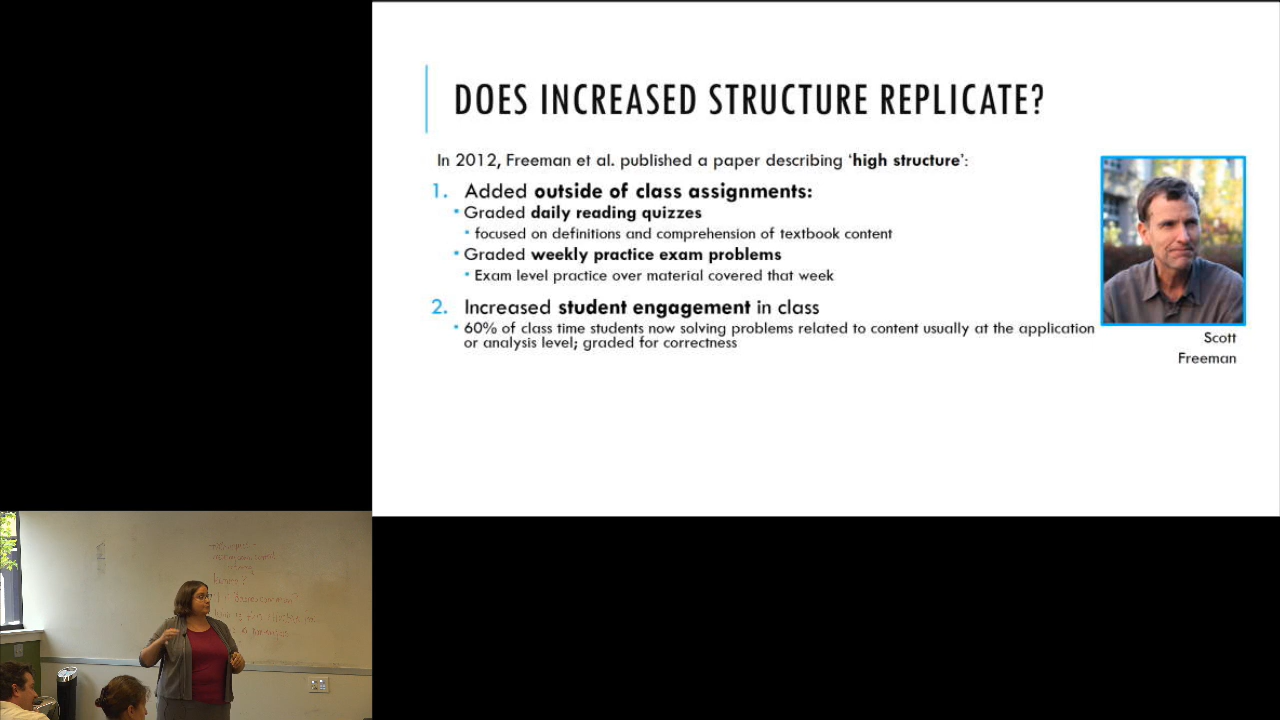 DOES INCREASED STRUCTURE REPLICATE?
In 2012, Freeman et al. published a paper describing ‘high structure’:
1. Added outside of class assignments:
▪ Graded daily reading quizzes
▪ focused on definitions and comprehension of textbook content
▪ Graded weekly practice exam problems
▪ Exam level practice over material covered that week
2. Increased student engagement in class
▪ 60% of class time students now solving problems related to content usually at the application
or analysis level; graded for correctness
Scott
Freeman